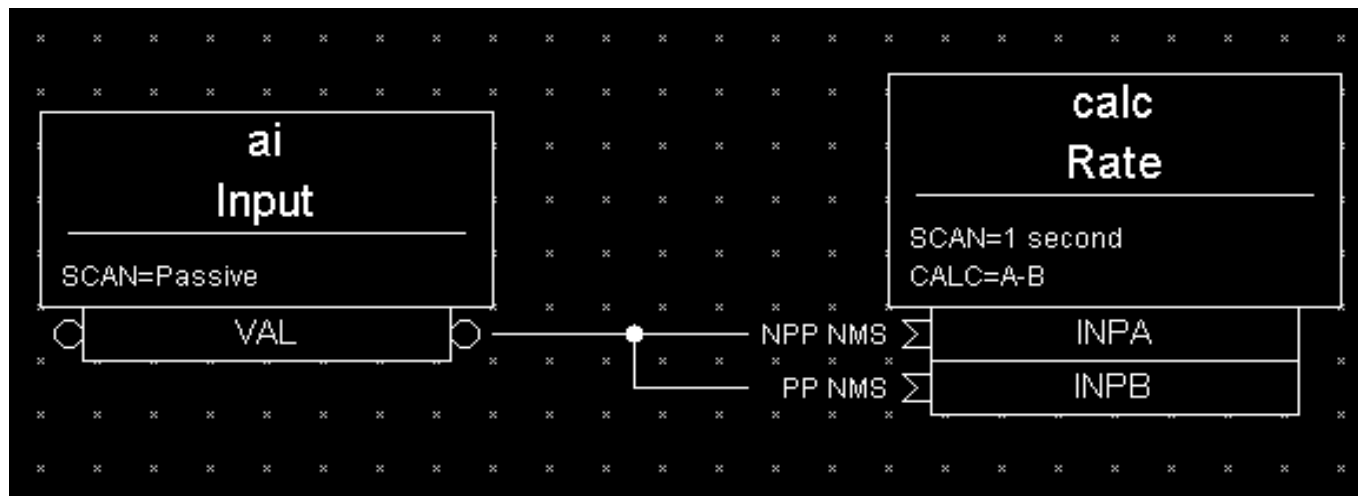 ai
Input
SCAN=Passive
VAL
calc
Rate
SCAN=1 second
CALC=A-B
NPP NMS INPA
PP NMS INPB